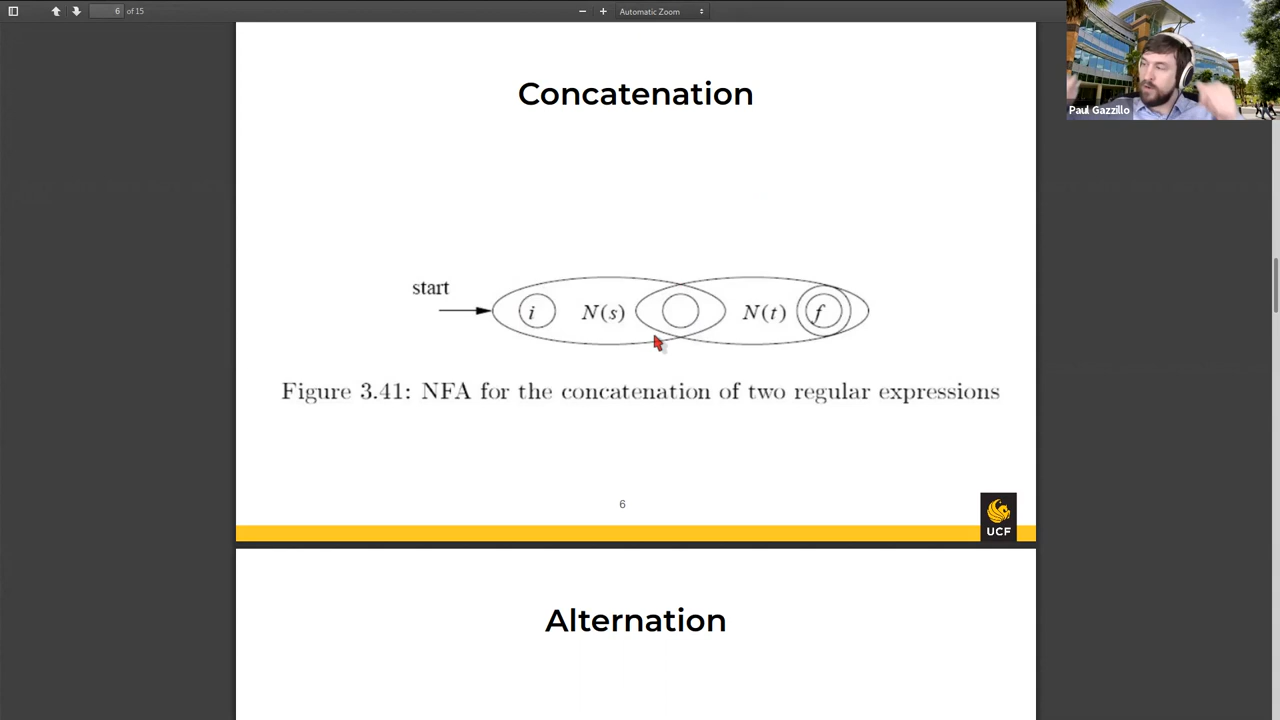 6 of 15 Automatic Zoom
Paul Gazzillo
Concatenation
start
i N(s) N(t) f
Figure 3.41: NFA for the concatenation of two regular expressions
6
UCF
Alternation